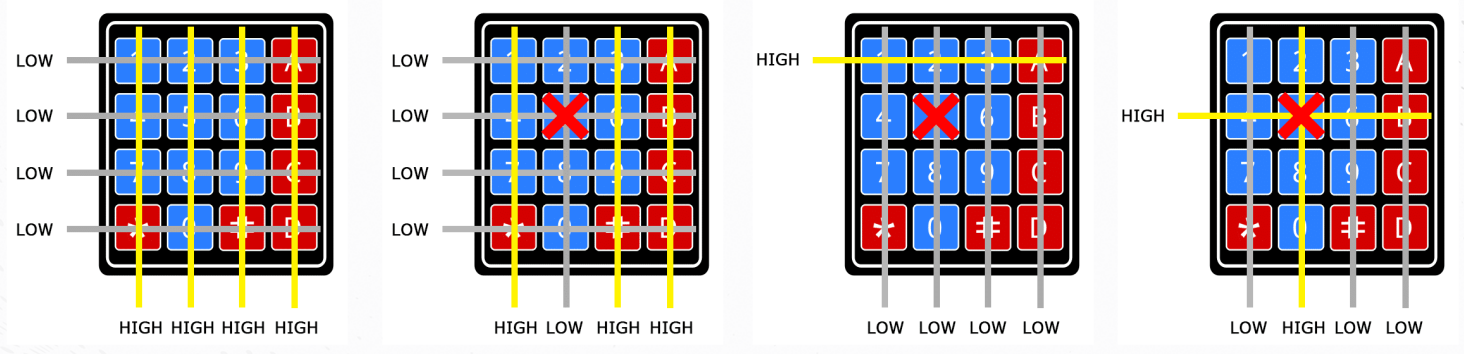 LOW 1 2 3 A
LOW 4 5 6 B
LOW 7 8 9 C
LOW * 0 # D
HIGH HIGH HIGH HIGH
LOW 1 2 3 A
LOW 4 6 B
LOW 7 8 9 C
LOW * 0 # D
HIGH LOW HIGH HIGH
HIGH 1 2 3 A
4 6 B
7 8 9 C
* 0 # D
LOW LOW LOW LOW
1 2 3 A
HIGH 4 6 B
7 8 9 C
* 0 # D
LOW HIGH LOW LOW